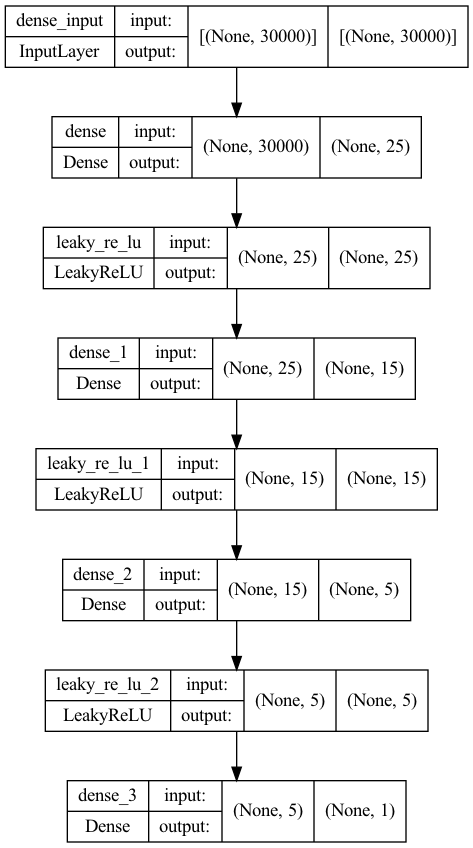 dense_input input: [(None, 30000)] [(None, 30000)]
InputLayer output:
dense input: (None, 30000) (None, 25)
Dense output:
leaky_re_lu input: (None, 25) (None, 25)
LeakyReLU output:
dense_1 input: (None, 25) (None, 15)
Dense output:
leaky_re_lu_1 input: (None, 15) (None, 15)
LeakyReLU output:
dense_2 input: (None, 15) (None, 5)
Dense output:
leaky_re_lu_2 input: (None, 5) (None, 5)
LeakyReLU output:
dense_3 input: (None, 5) (None, 1)
Dense output: